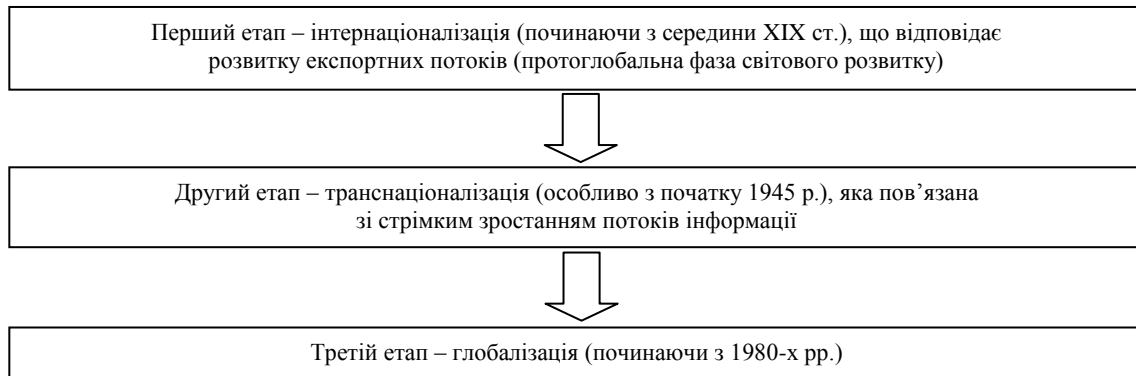 Перший етап – інтернаціоналізація (починаючи з середини XIX ст.), що відповідає
розвитку експортних потоків (протоглобальна фаза світового розвитку)
Другий етап – транснаціоналізація (особливо з початку 1945 р.), яка пов’язана
зі стрімким зростанням потоків інформації
Третій етап – глобалізація (починаючи з 1980-х рр.)